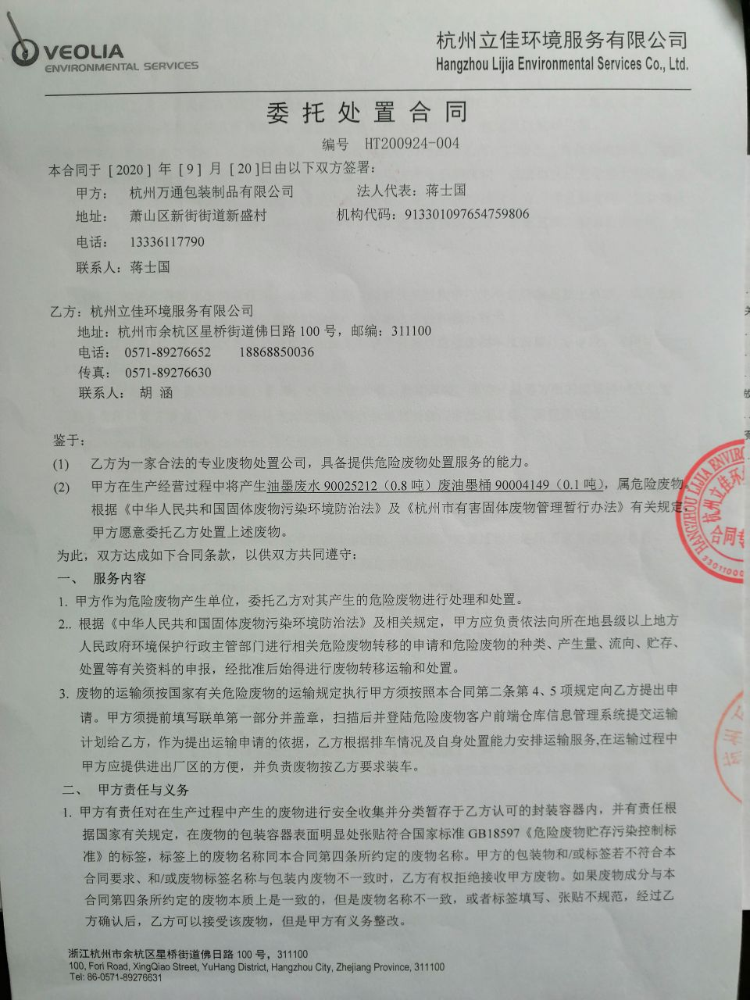 VEOLIA
ENVIRONMENTAL SERVICES
杭州立佳环境服务有限公司
Hangzhou Lijia Environmental Services Co., Ltd.
委托处置合同
编号 HT200924-004
本合同于 [ 2020 ] 年 [ 9 ] 月 [ 20 ]日由以下双方签署：
甲方： 杭州万通包装制品有限公司 法人代表：蒋士国
地址： 萧山区新街街道新盛村 机构代码：913301097654759806
电话： 13336117790
联系人：蒋士国
乙方：杭州立佳环境服务有限公司
地址：杭州市余杭区星桥街道佛日路 100 号，邮编：311100
电话： 0571-89276652 18868850036
传真： 0571-89276630
联系人： 胡 涵
鉴于：
(1) 乙方为一家合法的专业废物处置公司，具备提供危险废物处置服务的能力。
(2) 甲方在生产经营过程中将产生油墨废水 90025212（0.8 吨）废油墨桶 90004149（0.1 吨），属危险废物。
根据《中华人民共和国固体废物污染环境防治法》及《杭州市有害固体废物管理暂行办法》有关规定，
甲方愿意委托乙方处置上述废物。
为此，双方达成如下合同条款，以供双方共同遵守：
一、 服务内容
1. 甲方作为危险废物产生单位，委托乙方对其产生的危险废物进行处理和处置。
2.. 根据《中华人民共和国固体废物污染环境防治法》及相关规定，甲方应负责依法向所在地县级以上地方
人民政府环境保护行政主管部门进行相关危险废物转移的申请和危险废物的种类、产生量、流向、贮存、
处置等有关资料的申报，经批准后始得进行废物转移运输和处置。
3. 废物的运输须按国家有关危险废物的运输规定执行甲方须按照本合同第二条第 4、5 项规定向乙方提出申
请。甲方须提前填写联单第一部分并盖章，扫描后并登陆危险废物客户前端仓库信息管理系统提交运输
计划给乙方，作为提出运输申请的依据，乙方根据排车情况及自身处置能力安排运输服务,在运输过程中
甲方应提供进出厂区的方便，并负责废物按乙方要求装车。
二、 甲方责任与义务
1. 甲方有责任对在生产过程中产生的废物进行安全收集并分类暂存于乙方认可的封装容器内，并有责任根
据国家有关规定，在废物的包装容器表面明显处张贴符合国家标准 GB18597《危险废物贮存污染控制标
准》的标签，标签上的废物名称同本合同第四条所约定的废物名称。甲方的包装物和/或标签若不符合本
合同要求、和/或废物标签名称与包装内废物不一致时，乙方有权拒绝接收甲方废物。如果废物成分与本
合同第四条所约定的废物本质上是一致的，但是废物名称不一致，或者标签填写、张贴不规范，经过乙
方确认后，乙方可以接受该废物，但是甲方有义务整改。
HANGZHOU LIJIA ENVIRO
杭州立佳环
合同专
浙江杭州市余杭区星桥街道佛日路 100 号，311100
100, Fori Road, XingQiao Street, YuHang District, Hangzhou City, Zhejiang Province, 311100
Tel: 86-0571-89276631